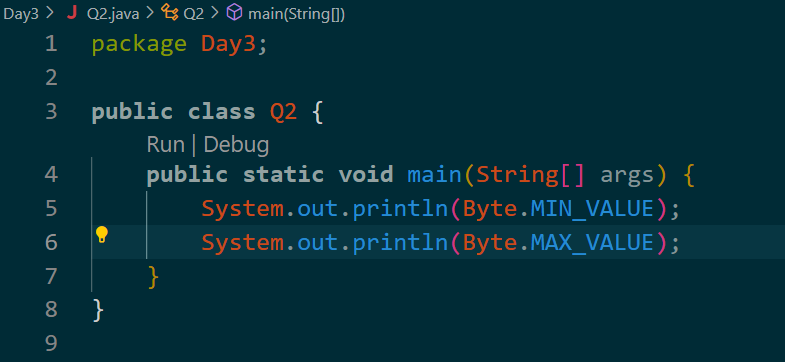 Day3 > J Q2.java > Q2 > main(String[])
1 package Day3;
2
3 public class Q2 {
Run | Debug
4 public static void main(String[] args) {
5 System.out.println(Byte.MIN_VALUE);
6 System.out.println(Byte.MAX_VALUE);
7 }
8 }
9